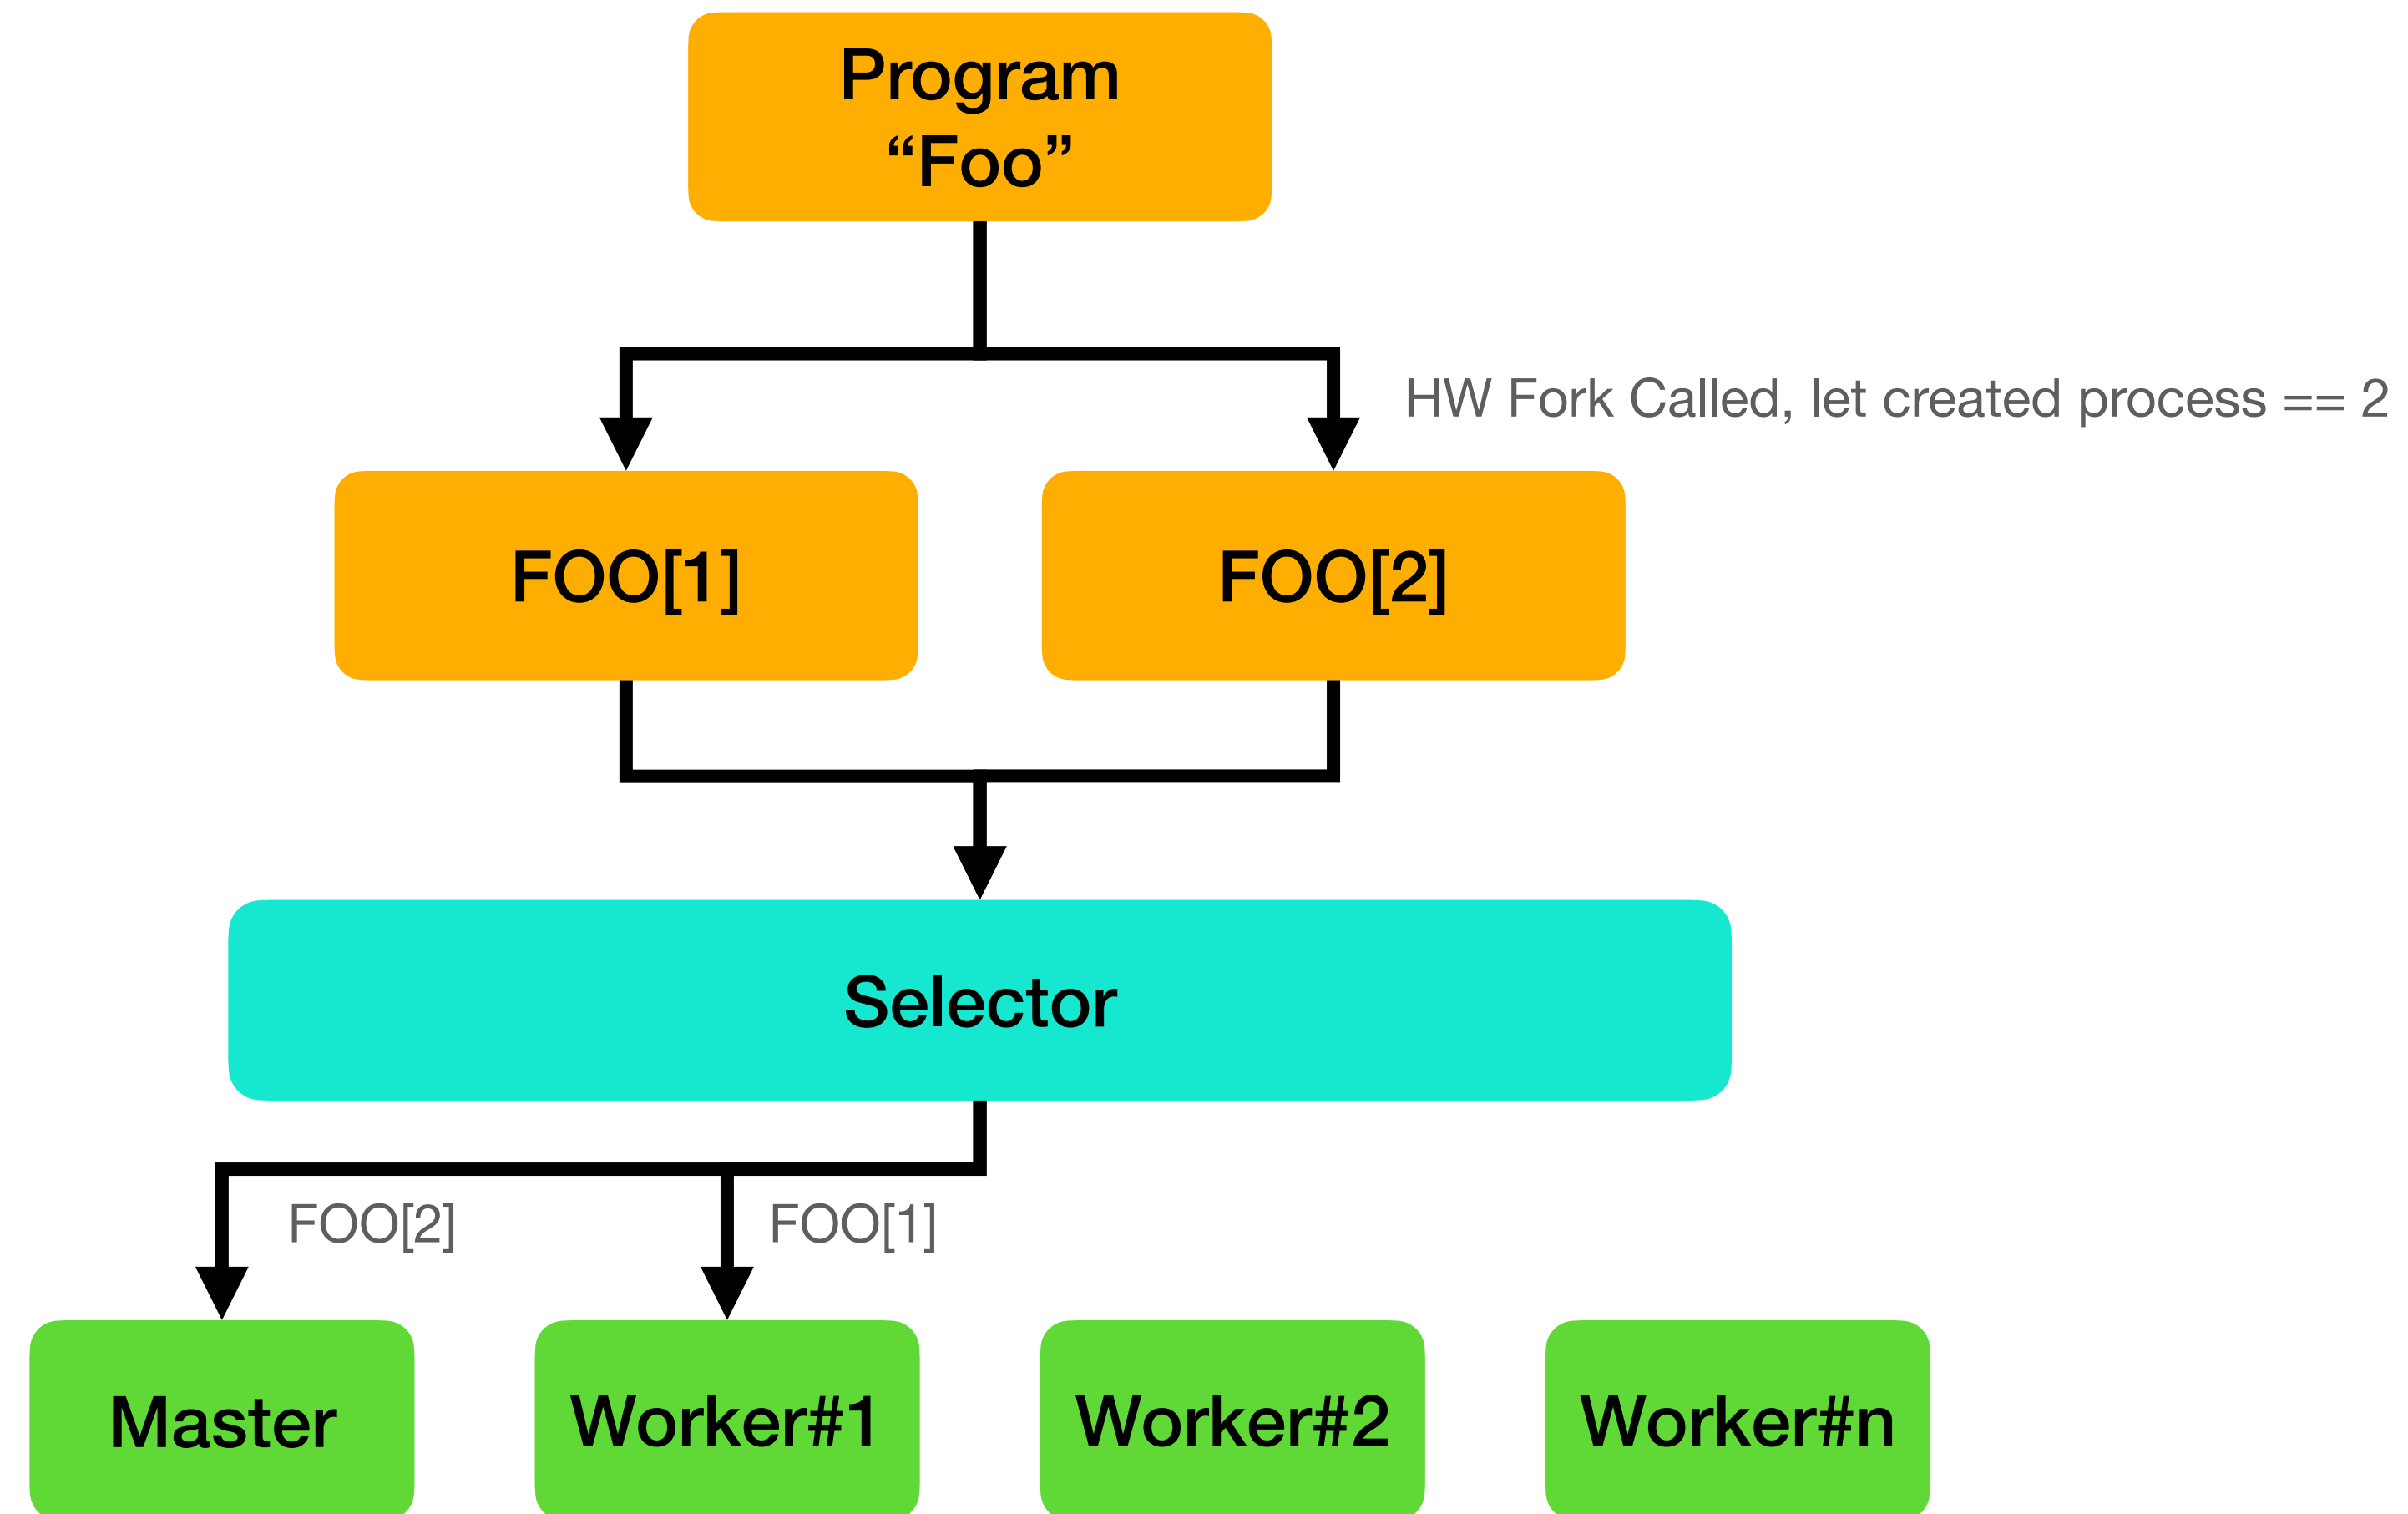 Program
“Foo”
HW Fork Called, let created process == 2
FOO[1]
FOO[2]
Selector
FOO[2]
FOO[1]
Master
Worker#1
Worker#2
Worker#n